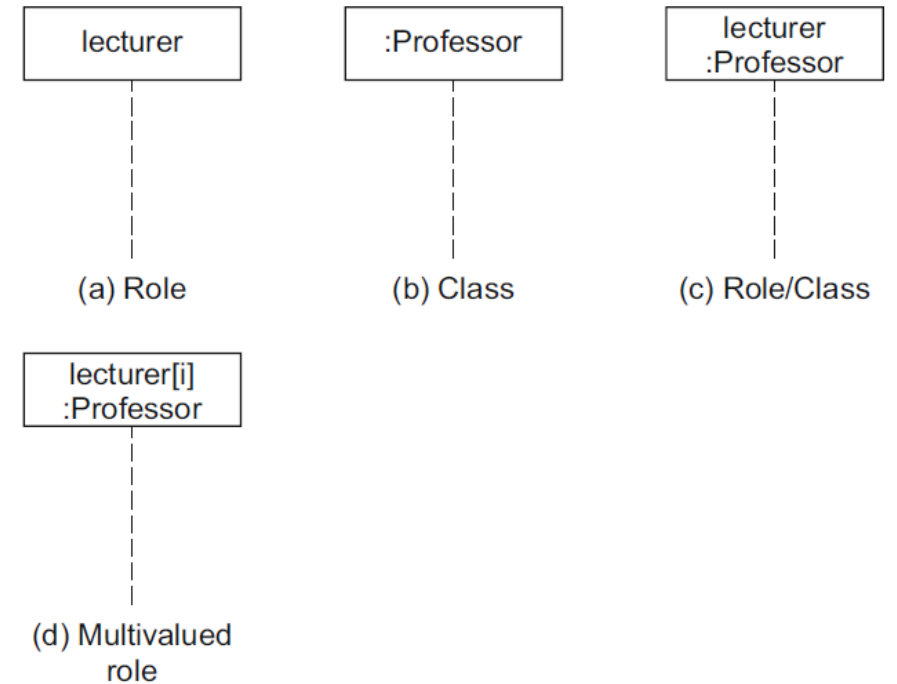 lecturer
:Professor
lecturer
:Professor
(a) Role
(b) Class
(c) Role/Class
lecturer[i]
:Professor
(d) Multivalued
role